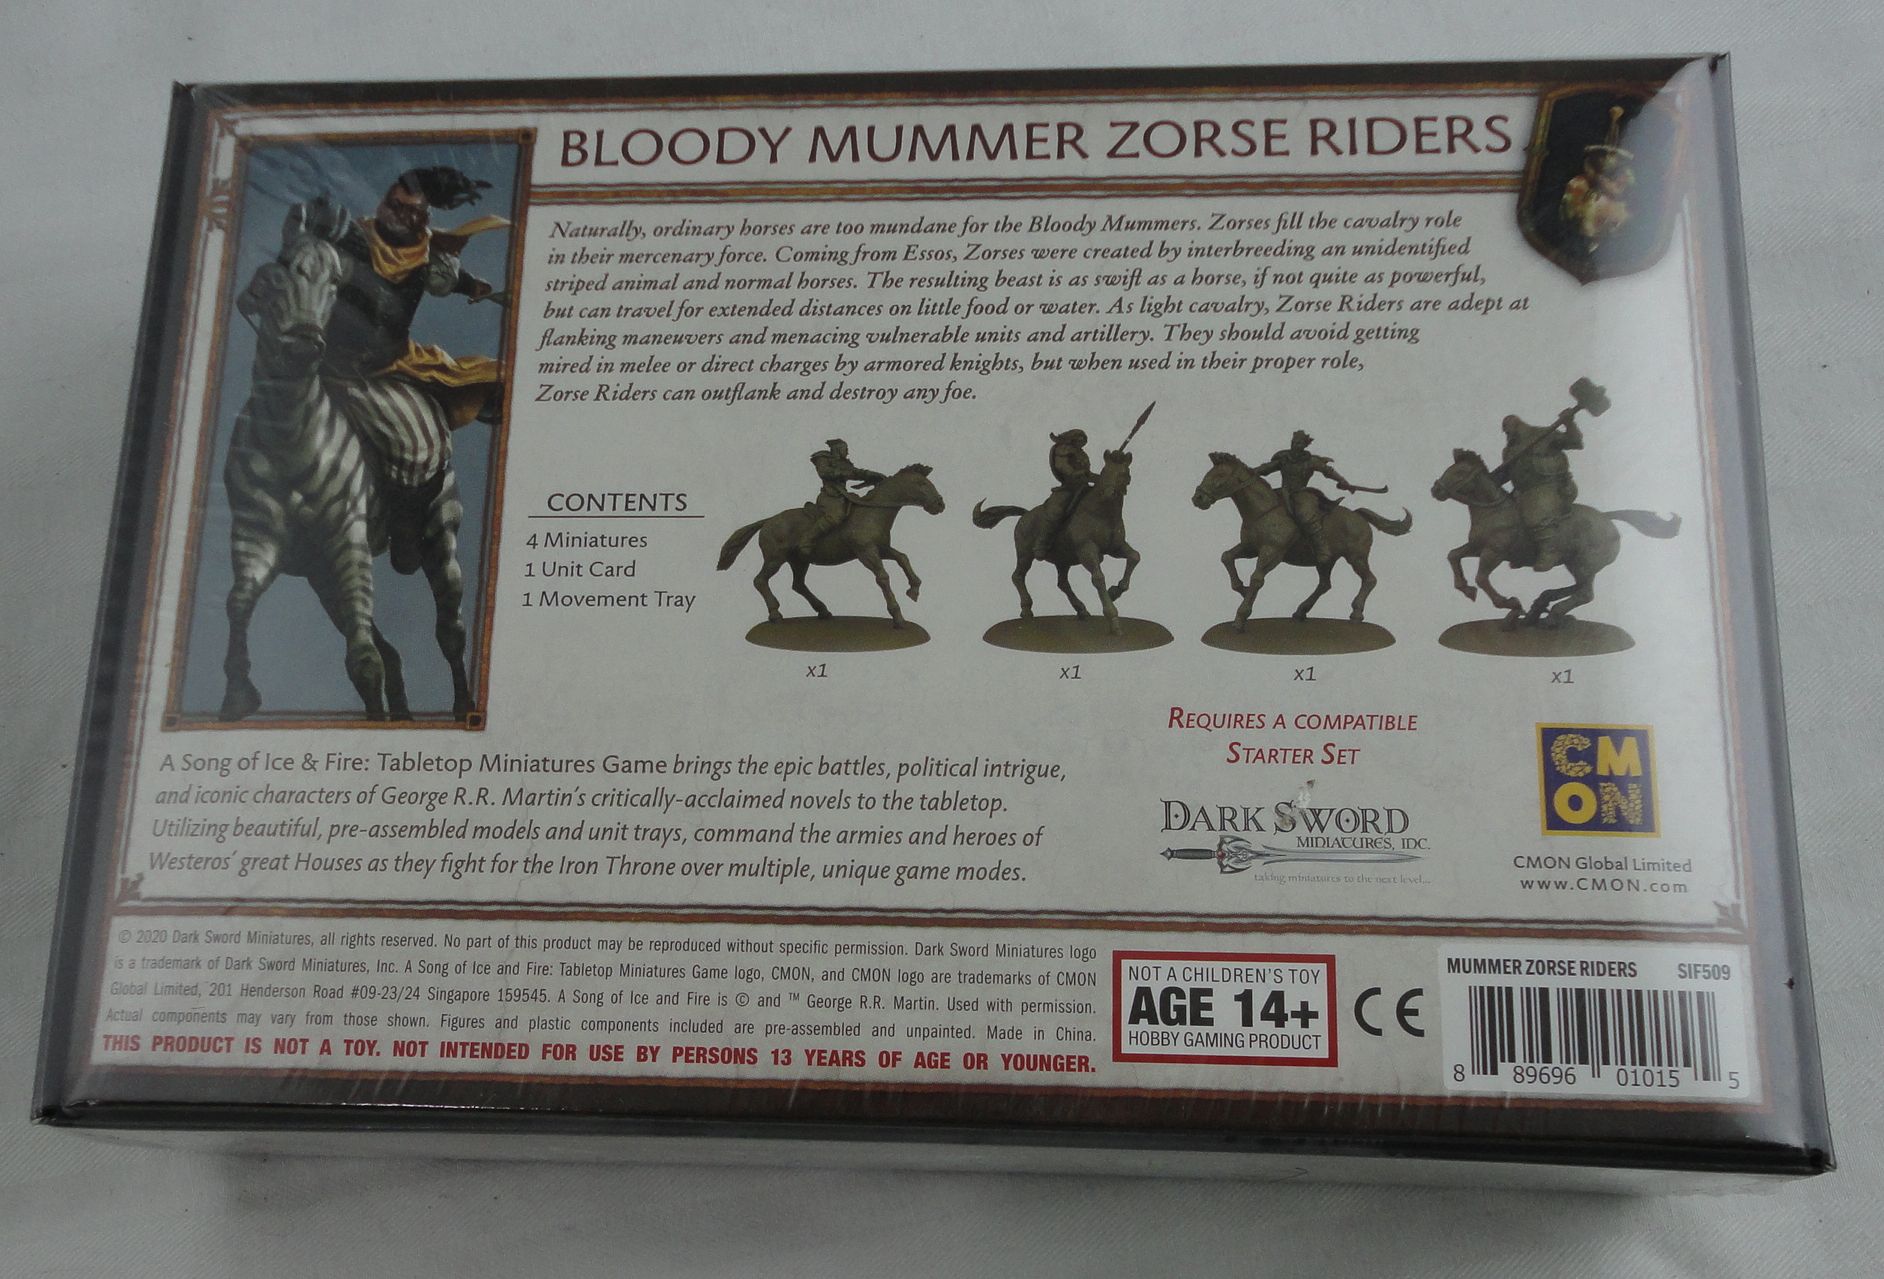 BLOODY MUMMER ZORSE RIDERS
Naturally, ordinary horses are too mundane for the Bloody Mummers. Zorses fill the cavalry role
in their mercenary force. Coming from Essos, Zorses were created by interbreeding an unidentified
striped animal and normal horses. The resulting beast is as swift as a horse, if not quite as powerful,
but can travel for extended distances on little food or water. As light cavalry, Zorse Riders are adept at
flanking maneuvers and menacing vulnerable units and artillery. They should avoid getting
mired in melee or direct charges by armored knights, but when used in their proper role,
Zorse Riders can outflank and destroy any foe.
CONTENTS
4 Miniatures
1 Unit Card
1 Movement Tray
x1
x1
x1
x1
REQUIRES A COMPATIBLE
STARTER SET
A Song of Ice & Fire: Tabletop Miniatures Game brings the epic battles, political intrigue,
and iconic characters of George R.R. Martin's critically-acclaimed novels to the tabletop.
Utilizing beautiful, pre-assembled models and unit trays, command the armies and heroes of
Westeros' great Houses as they fight for the Iron Throne over multiple, unique game modes.
DARK SWORD
MINIATURES, INC.
taking miniatures to the next level...
CM
ON
CMON Global Limited
www.CMON.com
© 2020 Dark Sword Miniatures, all rights reserved. No part of this product may be reproduced without specific permission. Dark Sword Miniatures logo
is a trademark of Dark Sword Miniatures, Inc. A Song of Ice and Fire: Tabletop Miniatures Game logo, CMON, and CMON logo are trademarks of CMON
Global Limited, 201 Henderson Road #09-23/24 Singapore 159545. A Song of Ice and Fire is © and ™ George R.R. Martin. Used with permission.
Actual components may vary from those shown. Figures and plastic components included are pre-assembled and unpainted. Made in China.
THIS PRODUCT IS NOT A TOY. NOT INTENDED FOR USE BY PERSONS 13 YEARS OF AGE OR YOUNGER.
NOT A CHILDREN'S TOY
AGE 14+
HOBBY GAMING PRODUCT
CE
MUMMER ZORSE RIDERS SIF509
8 89696 01015 5